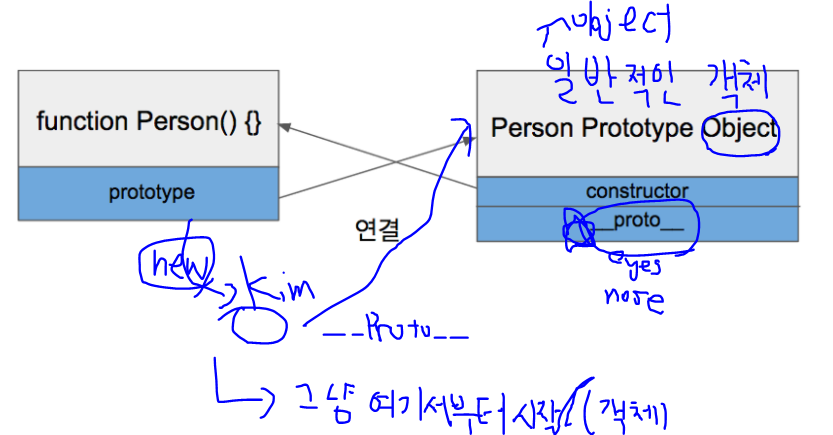 Object
일반적인 객체
function Person() {}
Person Prototype Object
prototype
constructor
__proto__
연결
eyes
nose
new
Kim
__Proto__
그냥 여기서부터 시작 (객체)